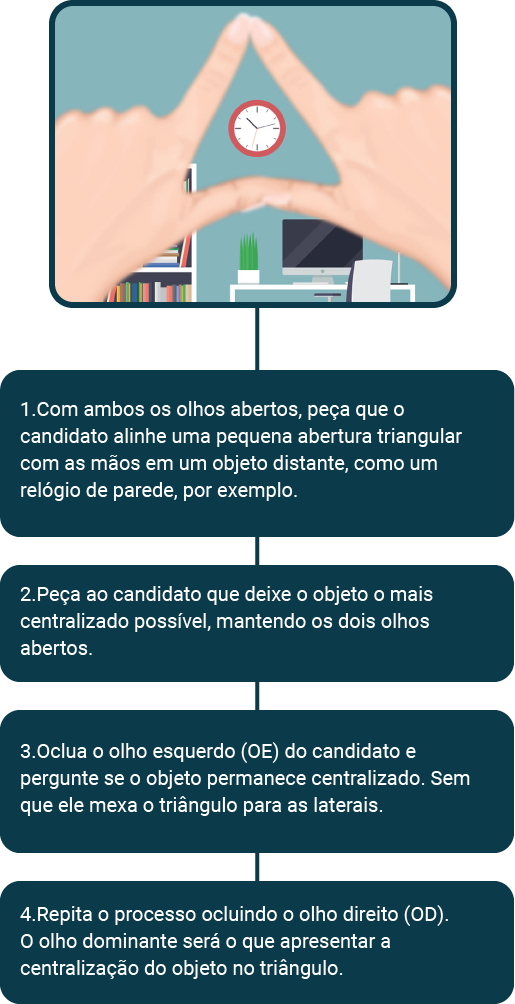 1.Com ambos os olhos abertos, peça que o
candidato alinhe uma pequena abertura triangular
com as mãos em um objeto distante, como um
relógio de parede, por exemplo.
2.Peça ao candidato que deixe o objeto o mais
centralizado possível, mantendo os dois olhos
abertos.
3.Oclua o olho esquerdo (OE) do candidato e
pergunte se o objeto permanece centralizado. Sem
que ele mexa o triângulo para as laterais.
4.Repita o processo ocluindo o olho direito (OD).
O olho dominante será o que apresentar a
centralização do objeto no triângulo.